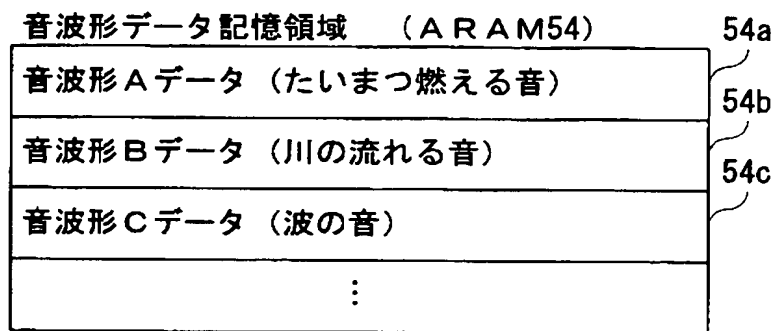 音波形データ記憶領域 （ＡＲＡＭ54） 54a
音波形Ａデータ（たいまつ燃える音）
54b
音波形Ｂデータ（川の流れる音）
54c
音波形Ｃデータ（波の音）
⋮